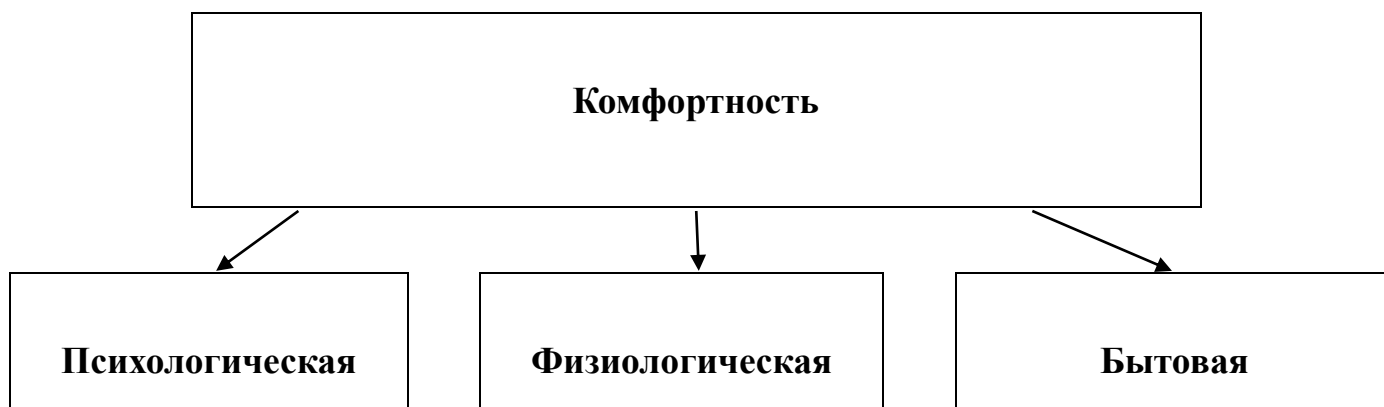 Комфортность
Психологическая
Физиологическая
Бытовая